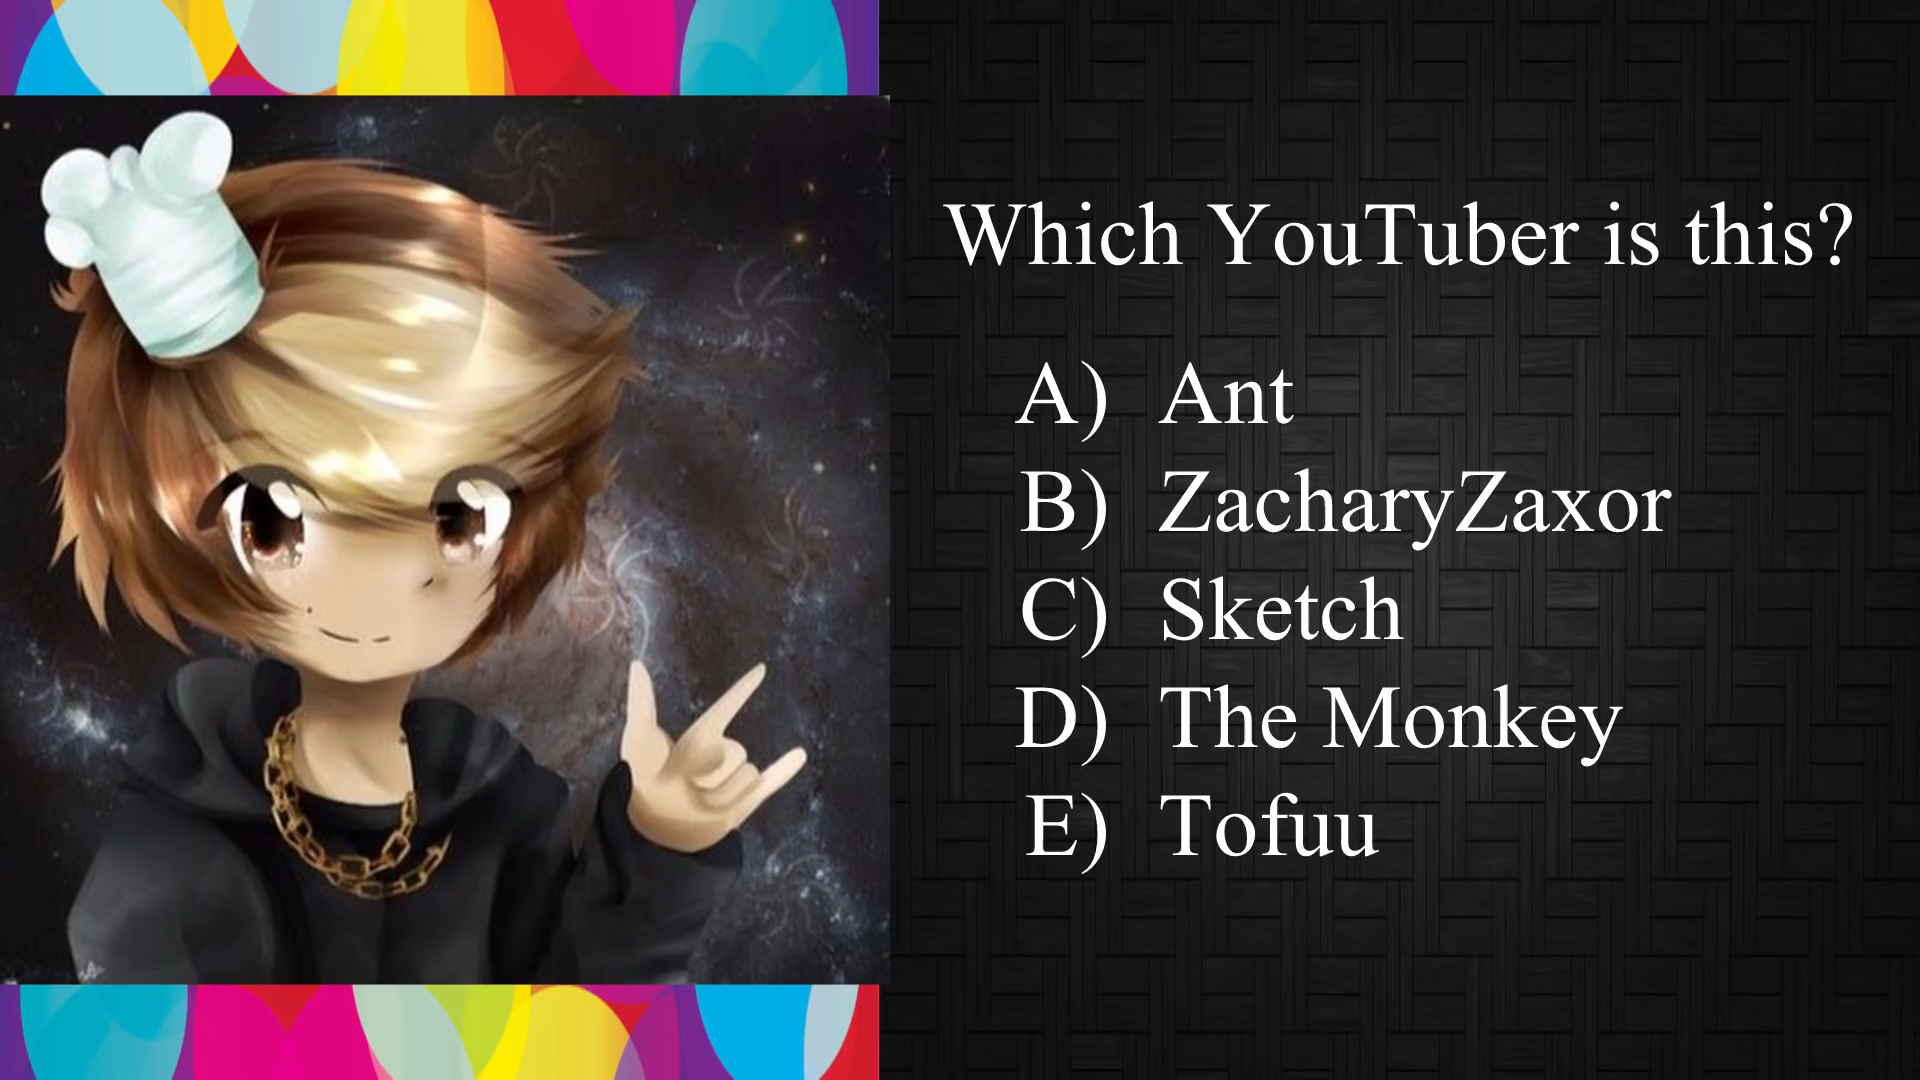 Which YouTuber is this?
A) Ant
B) ZacharyZaxor
C) Sketch
D) The Monkey
E) Tofuu